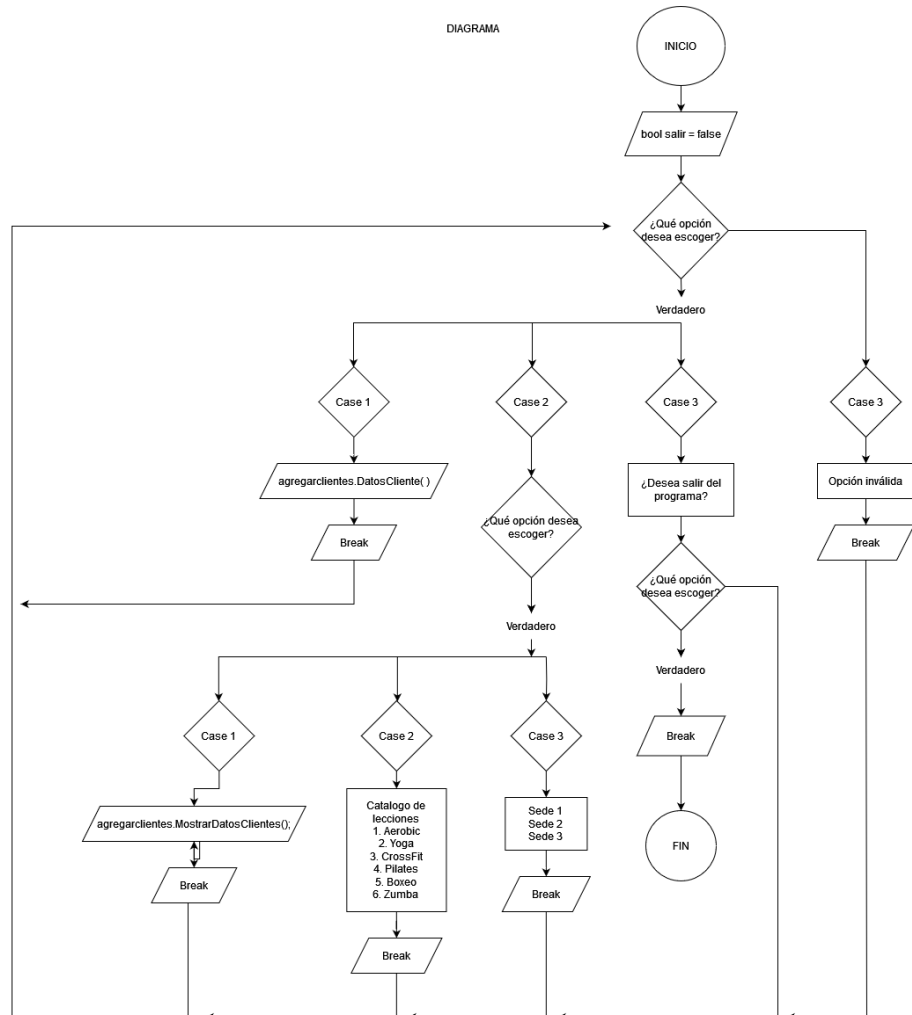 DIAGRAMA
INICIO
bool salir = false
¿Qué opción
desea escoger?
Verdadero
Case 1
Case 2
Case 3
Case 3
agregarclientes.DatosCliente( )
¿Desea salir del
programa?
Opción inválida
Break
¿Qué opción desea
escoger?
Break
¿Qué opción
desea escoger?
Verdadero
Verdadero
Case 1
Case 2
Case 3
Break
agregarclientes.MostrarDatosClientes();
Catalogo de
lecciones
1. Aerobic
2. Yoga
3. CrossFit
4. Pilates
5. Boxeo
6. Zumba
Sede 1
Sede 2
Sede 3
FIN
Break
Break
Break